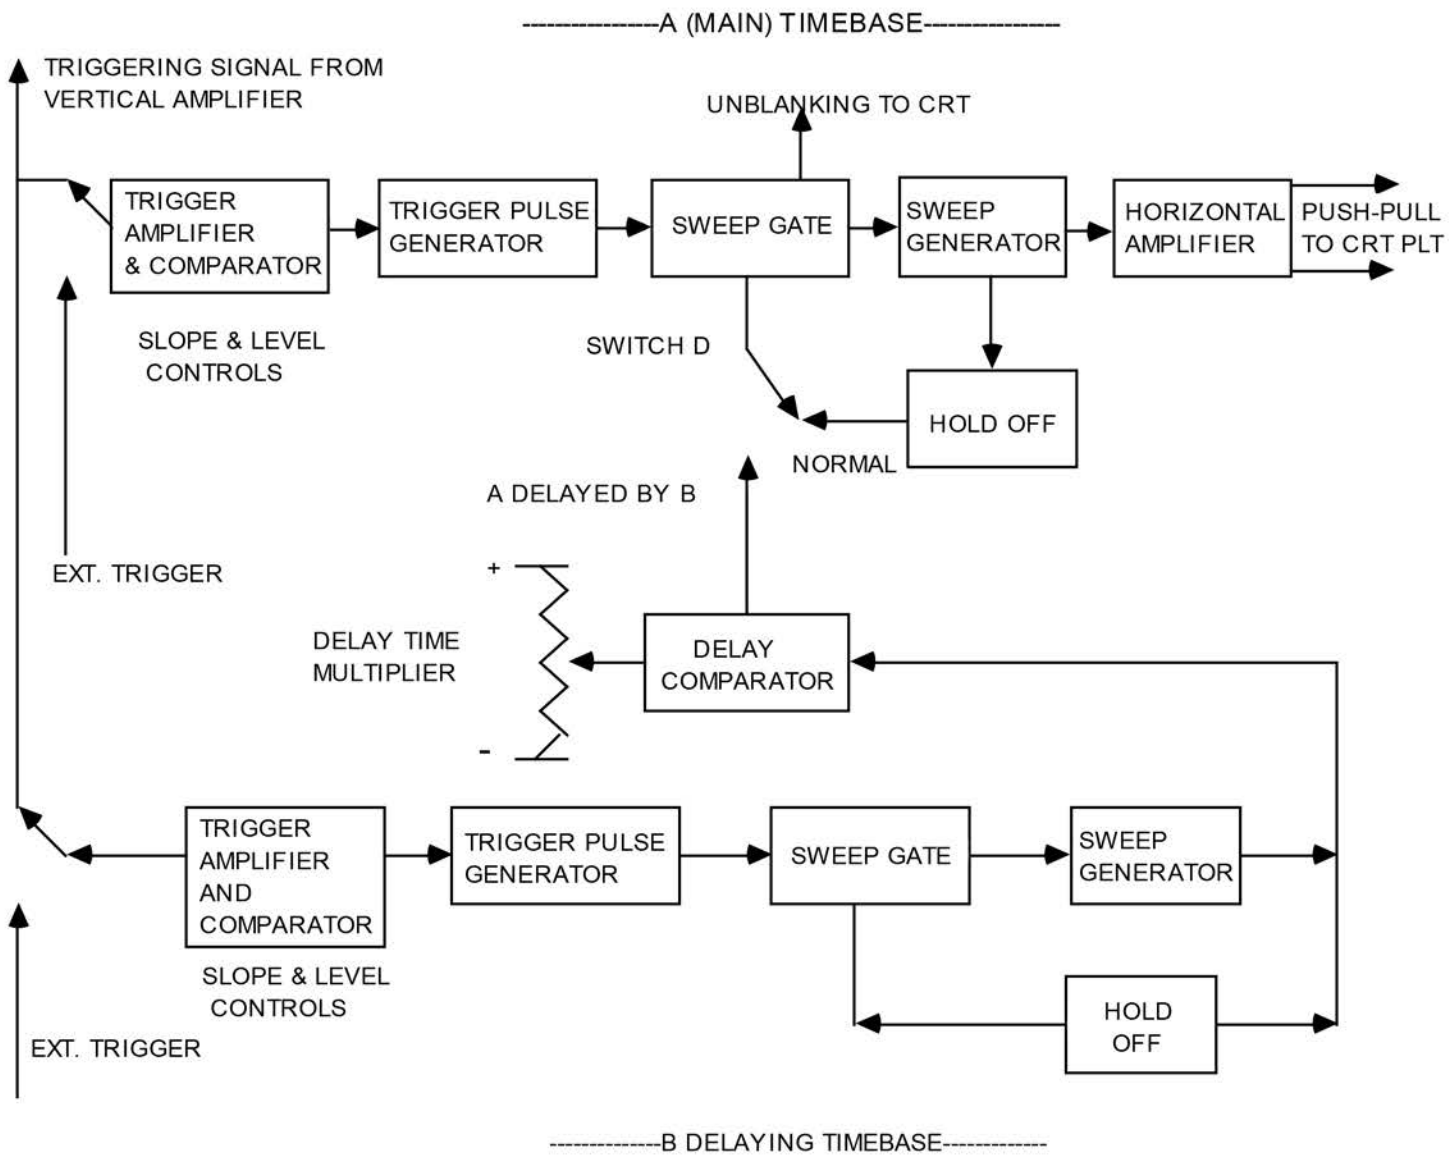 -----------------A (MAIN) TIMEBASE-----------------
TRIGGERING SIGNAL FROM
VERTICAL AMPLIFIER
UNBLANKING TO CRT
TRIGGER
AMPLIFIER
& COMPARATOR
TRIGGER PULSE
GENERATOR
SWEEP GATE
SWEEP
GENERATOR
HORIZONTAL
AMPLIFIER
PUSH-PULL
TO CRT PLT
SLOPE & LEVEL
CONTROLS
SWITCH D
HOLD OFF
NORMAL
A DELAYED BY B
EXT. TRIGGER
+
DELAY TIME
MULTIPLIER
-
DELAY
COMPARATOR
TRIGGER
AMPLIFIER
AND
COMPARATOR
TRIGGER PULSE
GENERATOR
SWEEP GATE
SWEEP
GENERATOR
SLOPE & LEVEL
CONTROLS
HOLD
OFF
EXT. TRIGGER
--------------B DELAYING TIMEBASE-------------